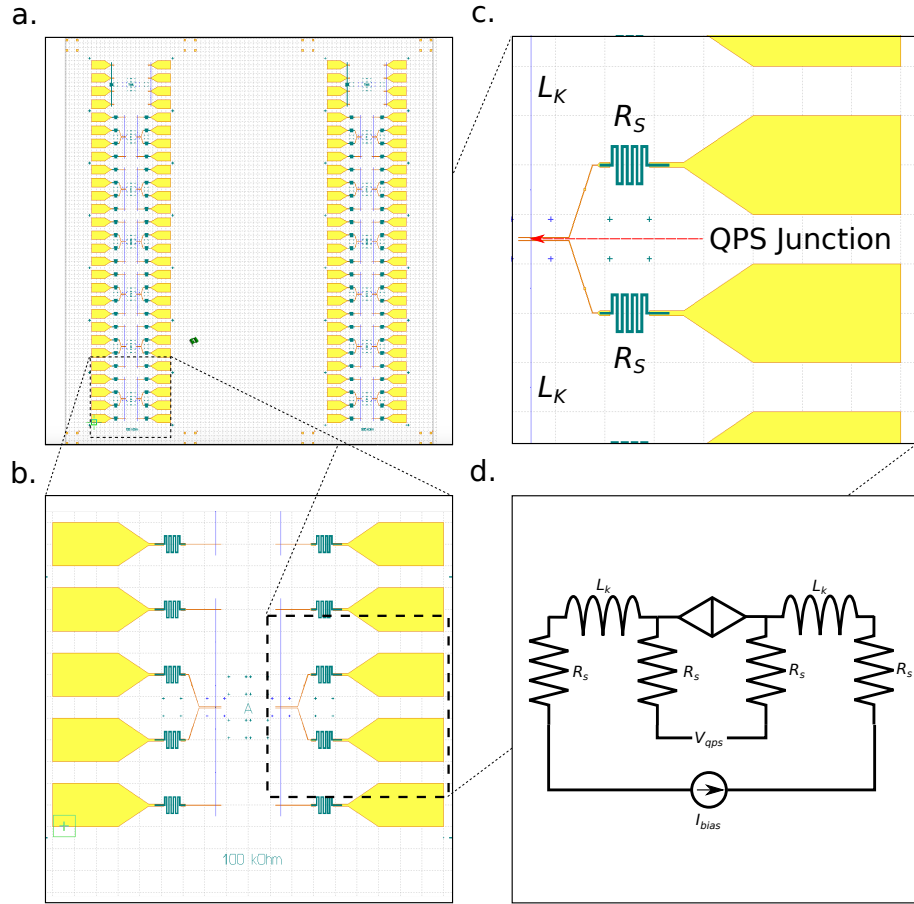 a.
c.
L_K
R_S
QPS Junction
R_S
L_K
b.
A
100 kOhm
d.
L_k
L_k
R_s
R_s
R_s
R_s
V_qps
I_bias